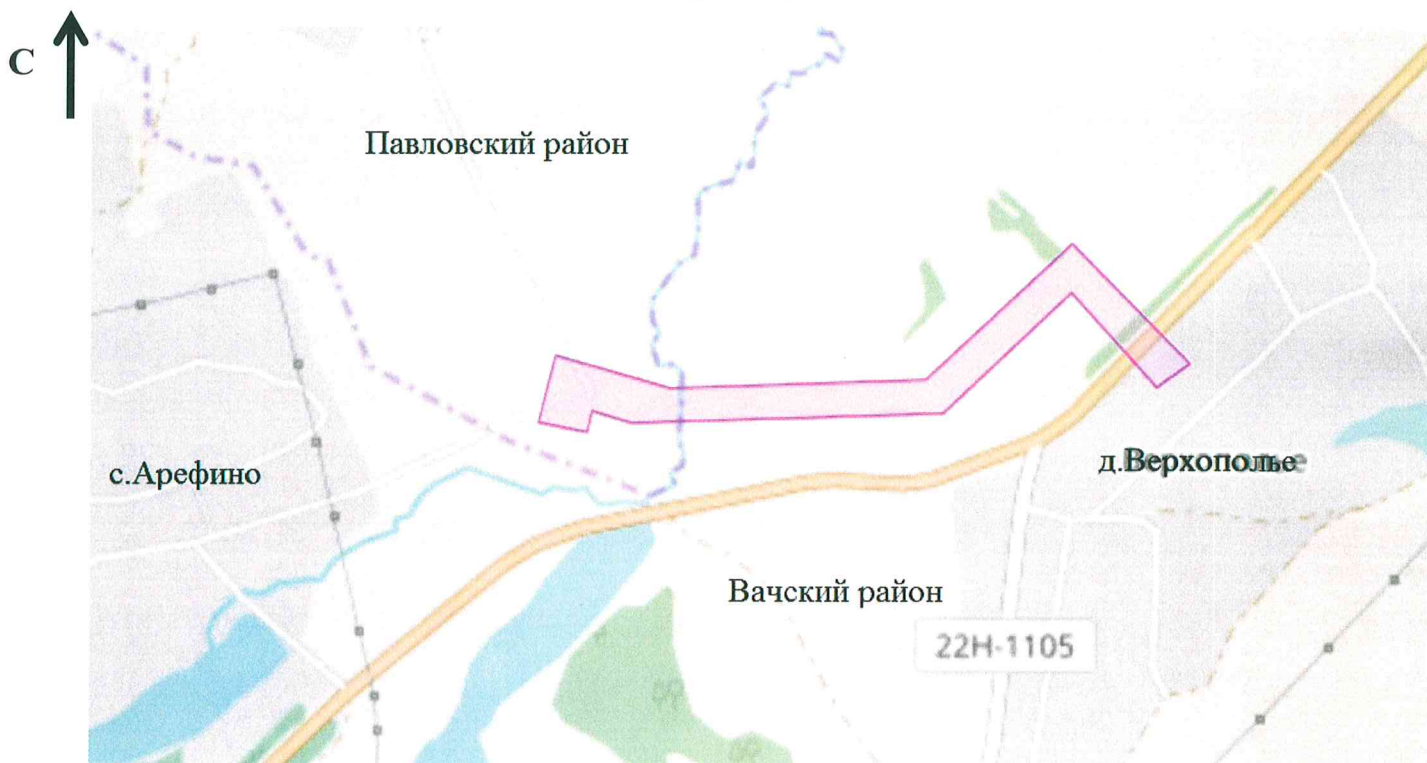 С
Павловский район
с.Арефино
д.Верхополье
Вачский район
22Н-1105